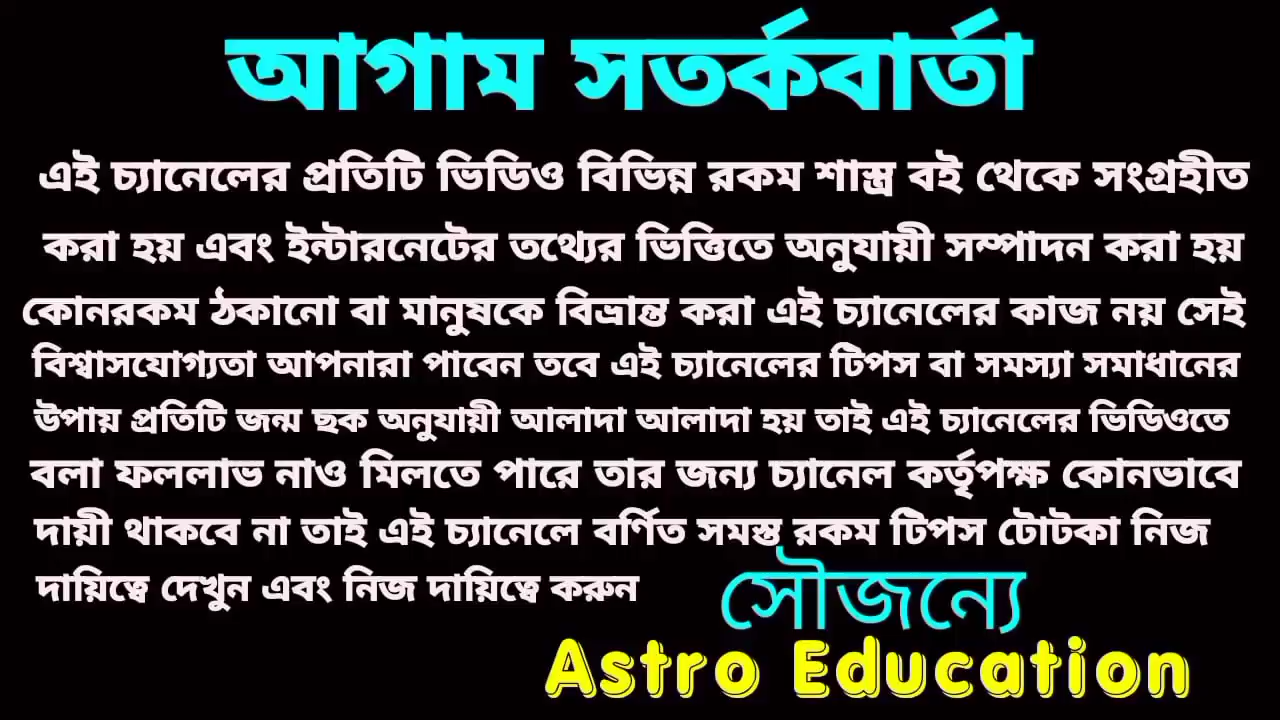 আগাম সতর্কবার্তা
এই চ্যানেলের প্রতিটি ভিডিও বিভিন্ন রকম শাস্ত্র বই থেকে সংগ্রহীত
করা হয় এবং ইন্টারনেটের তথ্যের ভিত্তিতে অনুযায়ী সম্পাদন করা হয়
কোনরকম ঠকানো বা মানুষকে বিভ্রান্ত করা এই চ্যানেলের কাজ নয় সেই
বিশ্বাসযোগ্যতা আপনারা পাবেন তবে এই চ্যানেলের টিপস বা সমস্যা সমাধানের
উপায় প্রতিটি জন্ম ছক অনুযায়ী আলাদা আলাদা হয় তাই এই চ্যানেলের ভিডিওতে
বলা ফললাভ নাও মিলতে পারে তার জন্য চ্যানেল কর্তৃপক্ষ কোনভাবে
দায়ী থাকবে না তাই এই চ্যানেলে বর্ণিত সমস্ত রকম টিপস টোটকা নিজ
দায়িত্বে দেখুন এবং নিজ দায়িত্বে করুন
সৌজন্যে
Astro Education